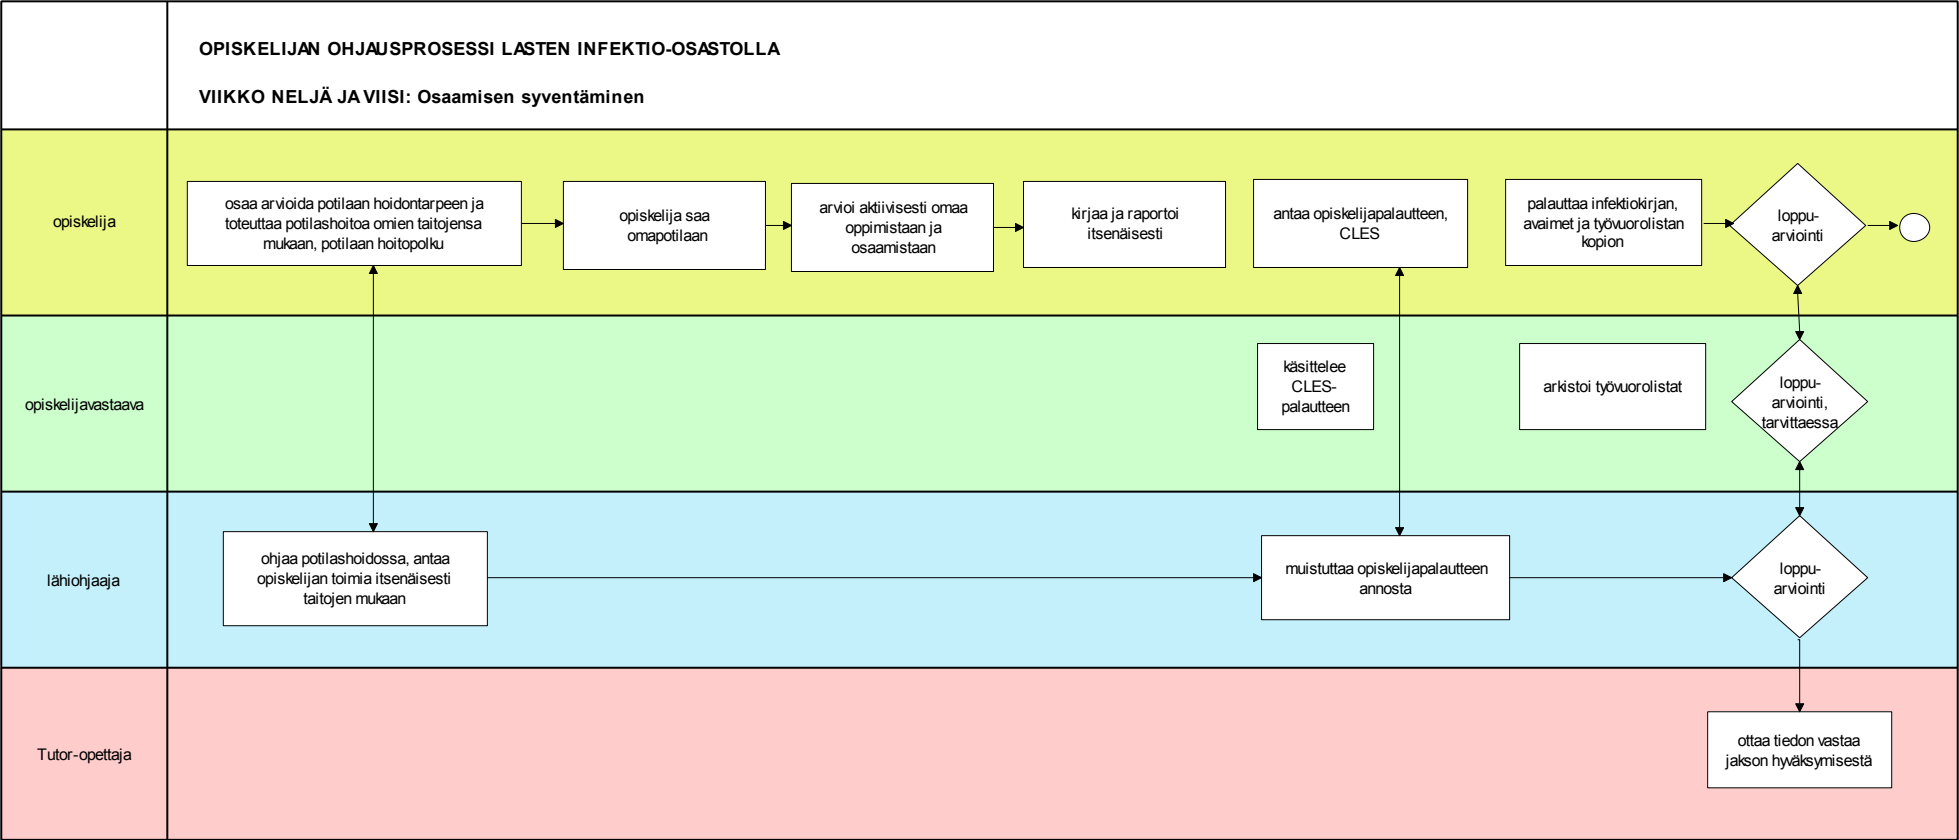 OPISKELIJAN OHJAUSPROSESSI LASTEN INFEKTIO-OSASTOLLA
VIIKKO NELJÄ JA VIISI: Osaamisen syventäminen
opiskelija
osaa arvioida potilaan hoidontarpeen ja
toteuttaa potilashoitoa omien taitojensa
mukaan, potilaan hoitopolku
opiskelija saa
omapotilaan
arvioi aktiivisesti omaa
oppimistaan ja
osaamistaan
kirjaa ja raportoi
itsenäisesti
antaa opiskelijapalautteen,
CLES
palauttaa infektiokirjan,
avaimet ja työvuorolistan
kopion
loppu-
arviointi
opiskelijavastaava
käsittelee
CLES-
palautteen
arkistoi työvuorolistat
loppu-
arviointi,
tarvittaessa
lähiohjaaja
ohjaa potilashoidossa, antaa
opiskelijan toimia itsenäisesti
taitojen mukaan
muistuttaa opiskelijapalautteen
annosta
loppu-
arviointi
Tutor-opettaja
ottaa tiedon vastaa
jakson hyväksymisestä